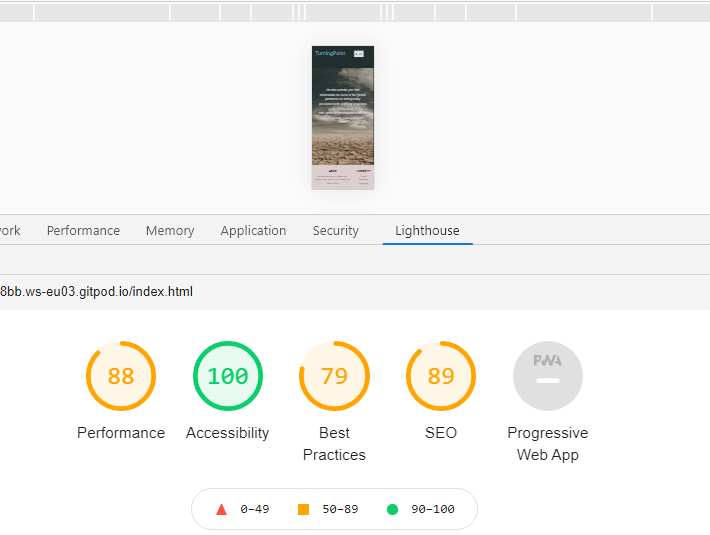 TurningPoint
ork Performance Memory Application Security Lighthouse
8bb.ws-eu03.gitpod.io/index.html
88 100 79 89 PWA
Performance Accessibility Best Practices SEO Progressive Web App
0–49 50–89 90–100